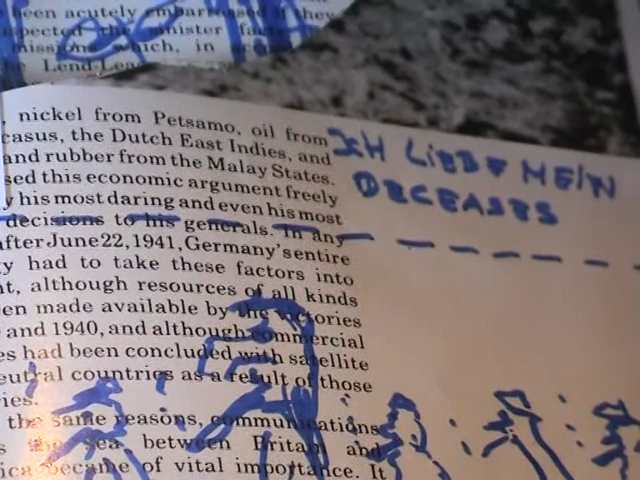 been acutely embarrassed if they
spected the minister
missions which, in
Lend-Lea
nickel from Petsamo, oil from
casus, the Dutch East Indies, and
and rubber from the Malay States.
sed this economic argument freely
y his most daring and even his most
decisions to his generals. In any
after June 22, 1941, Germany's entire
gy had to take these factors into
nt, although resources of all kinds
en made available by the victories
and 1940, and although commercial
es had been concluded with satellite
eutral countries as a result of those
ries.
the same reasons, communications
the sea between Britain and
ica became of vital importance. It
ICH LIEBE MEIN
DECEASES